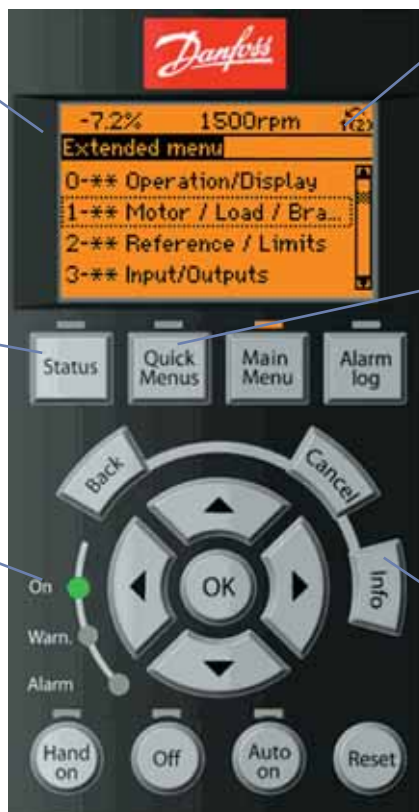 Danfoss
-7.2% 1500rpm 1(2)
Extended menu
0-** Operation/Display
1-** Motor / Load / Bra...
2-** Reference / Limits
3-** Input/Outputs
Status
Quick Menus
Main Menu
Alarm log
Back
Cancel
Info
OK
On
Warn.
Alarm
Hand on
Off
Auto on
Reset